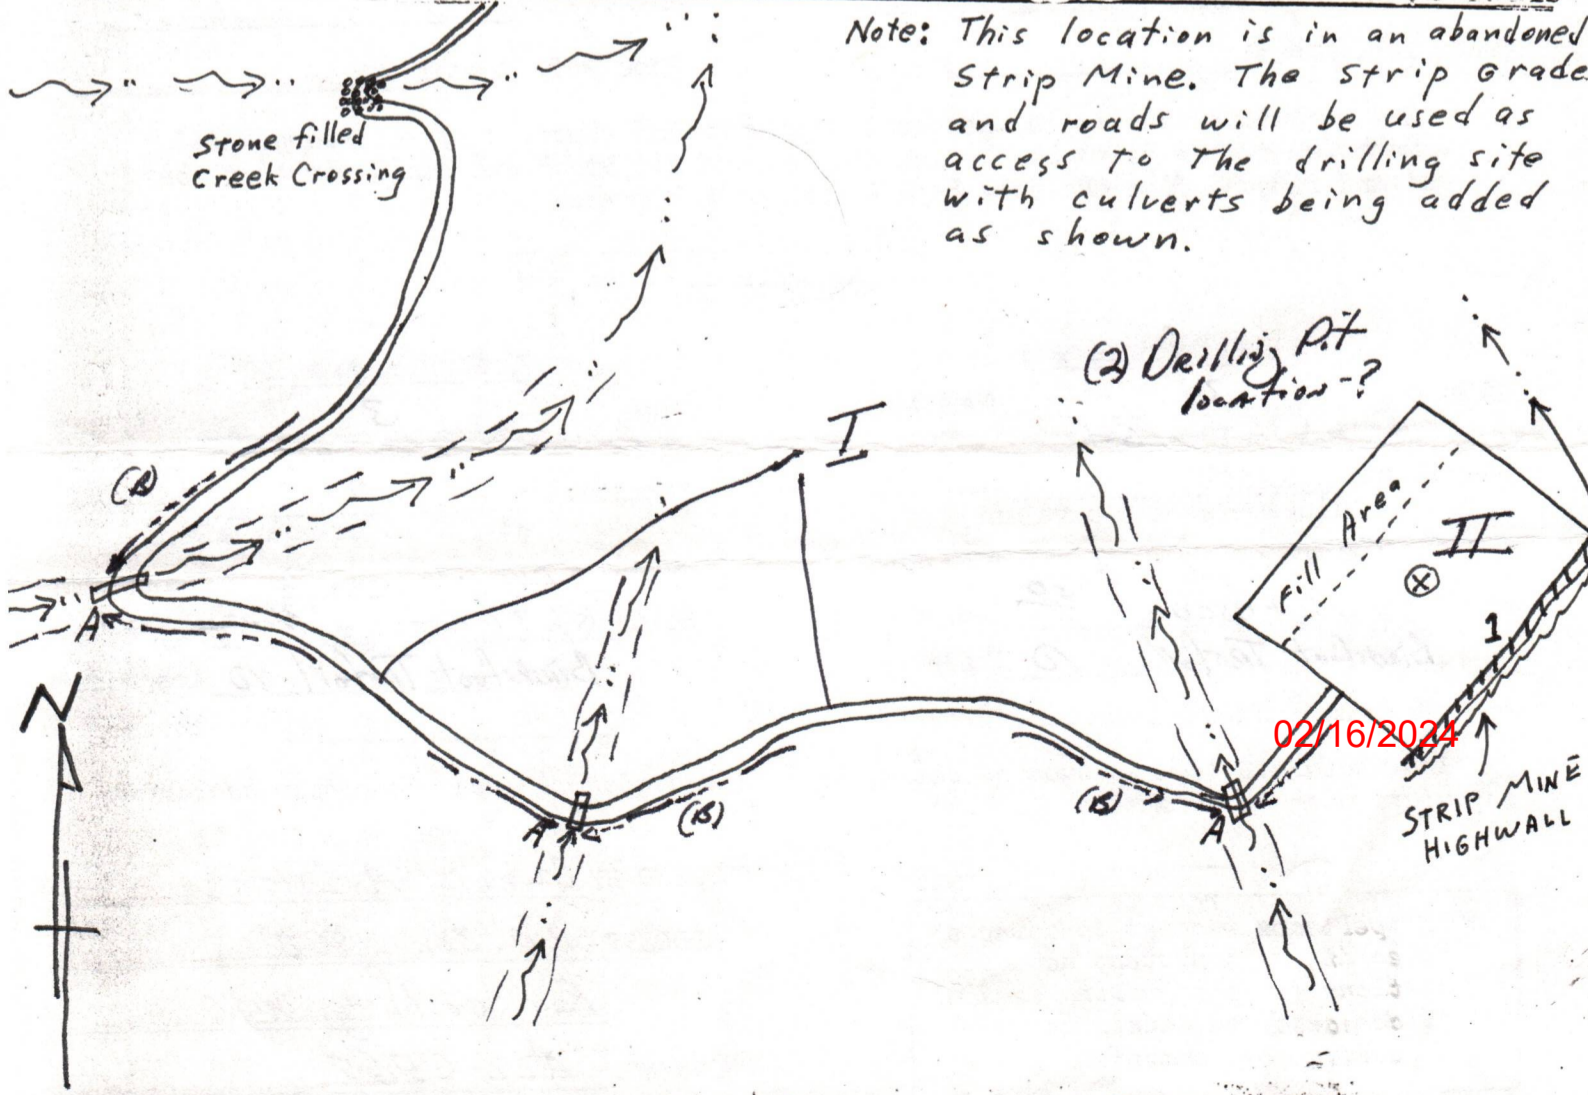 Note: This location is in an abandoned
Strip Mine. The Strip Grade
and roads will be used as
access to The drilling site
with culverts being added
as shown.
Stone filled
Creek Crossing
(2) Drilling Pit
location-?
I
(B)
Fill Area
II
1
A
N
02/16/2024
(B)
(B)
A
A
STRIP MINE
HIGHWALL